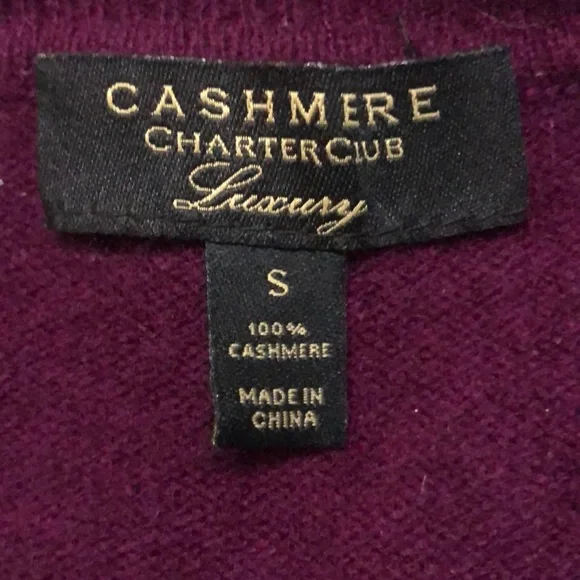 CASHMERE
CHARTER CLUB
Luxury
S
100%
CASHMERE
MADE IN
CHINA